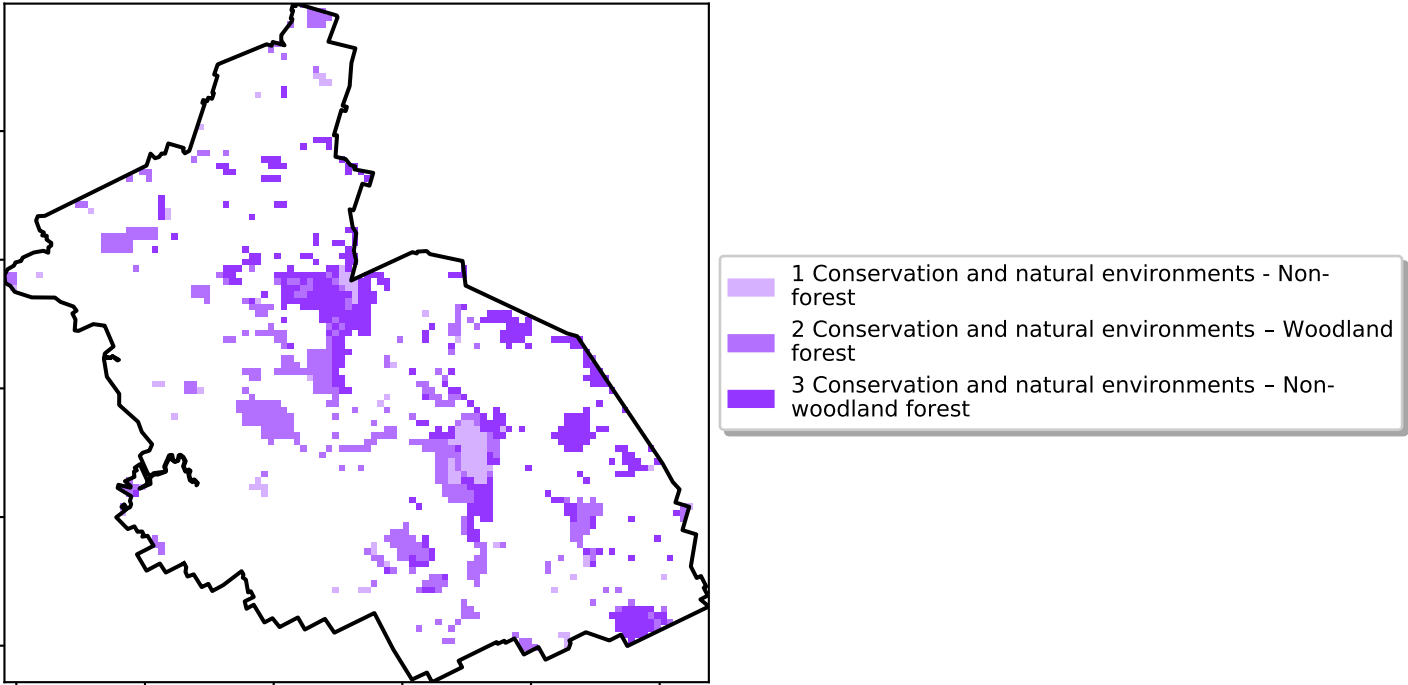 1 Conservation and natural environments - Non-
forest
2 Conservation and natural environments – Woodland
forest
3 Conservation and natural environments – Non-
woodland forest